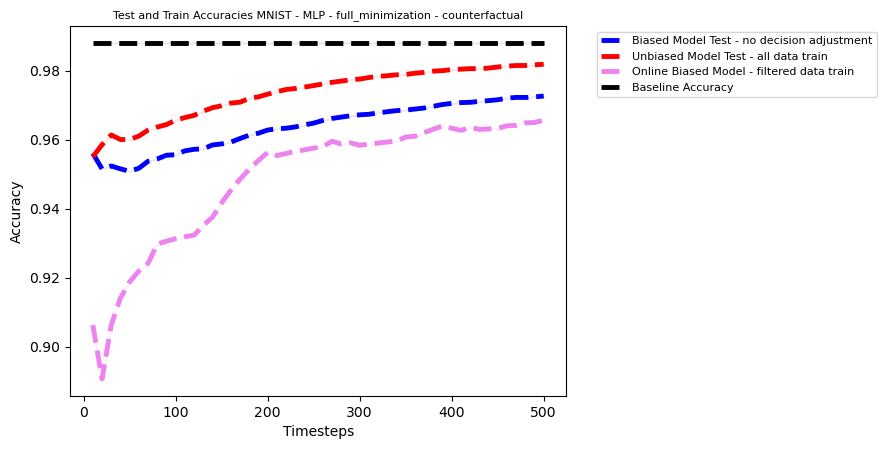 Test and Train Accuracies MNIST - MLP - full_minimization - counterfactual
Biased Model Test - no decision adjustment
Unbiased Model Test - all data train
Online Biased Model - filtered data train
Baseline Accuracy
Accuracy
0.98
0.96
0.94
0.92
0.90
0 100 200 300 400 500
Timesteps